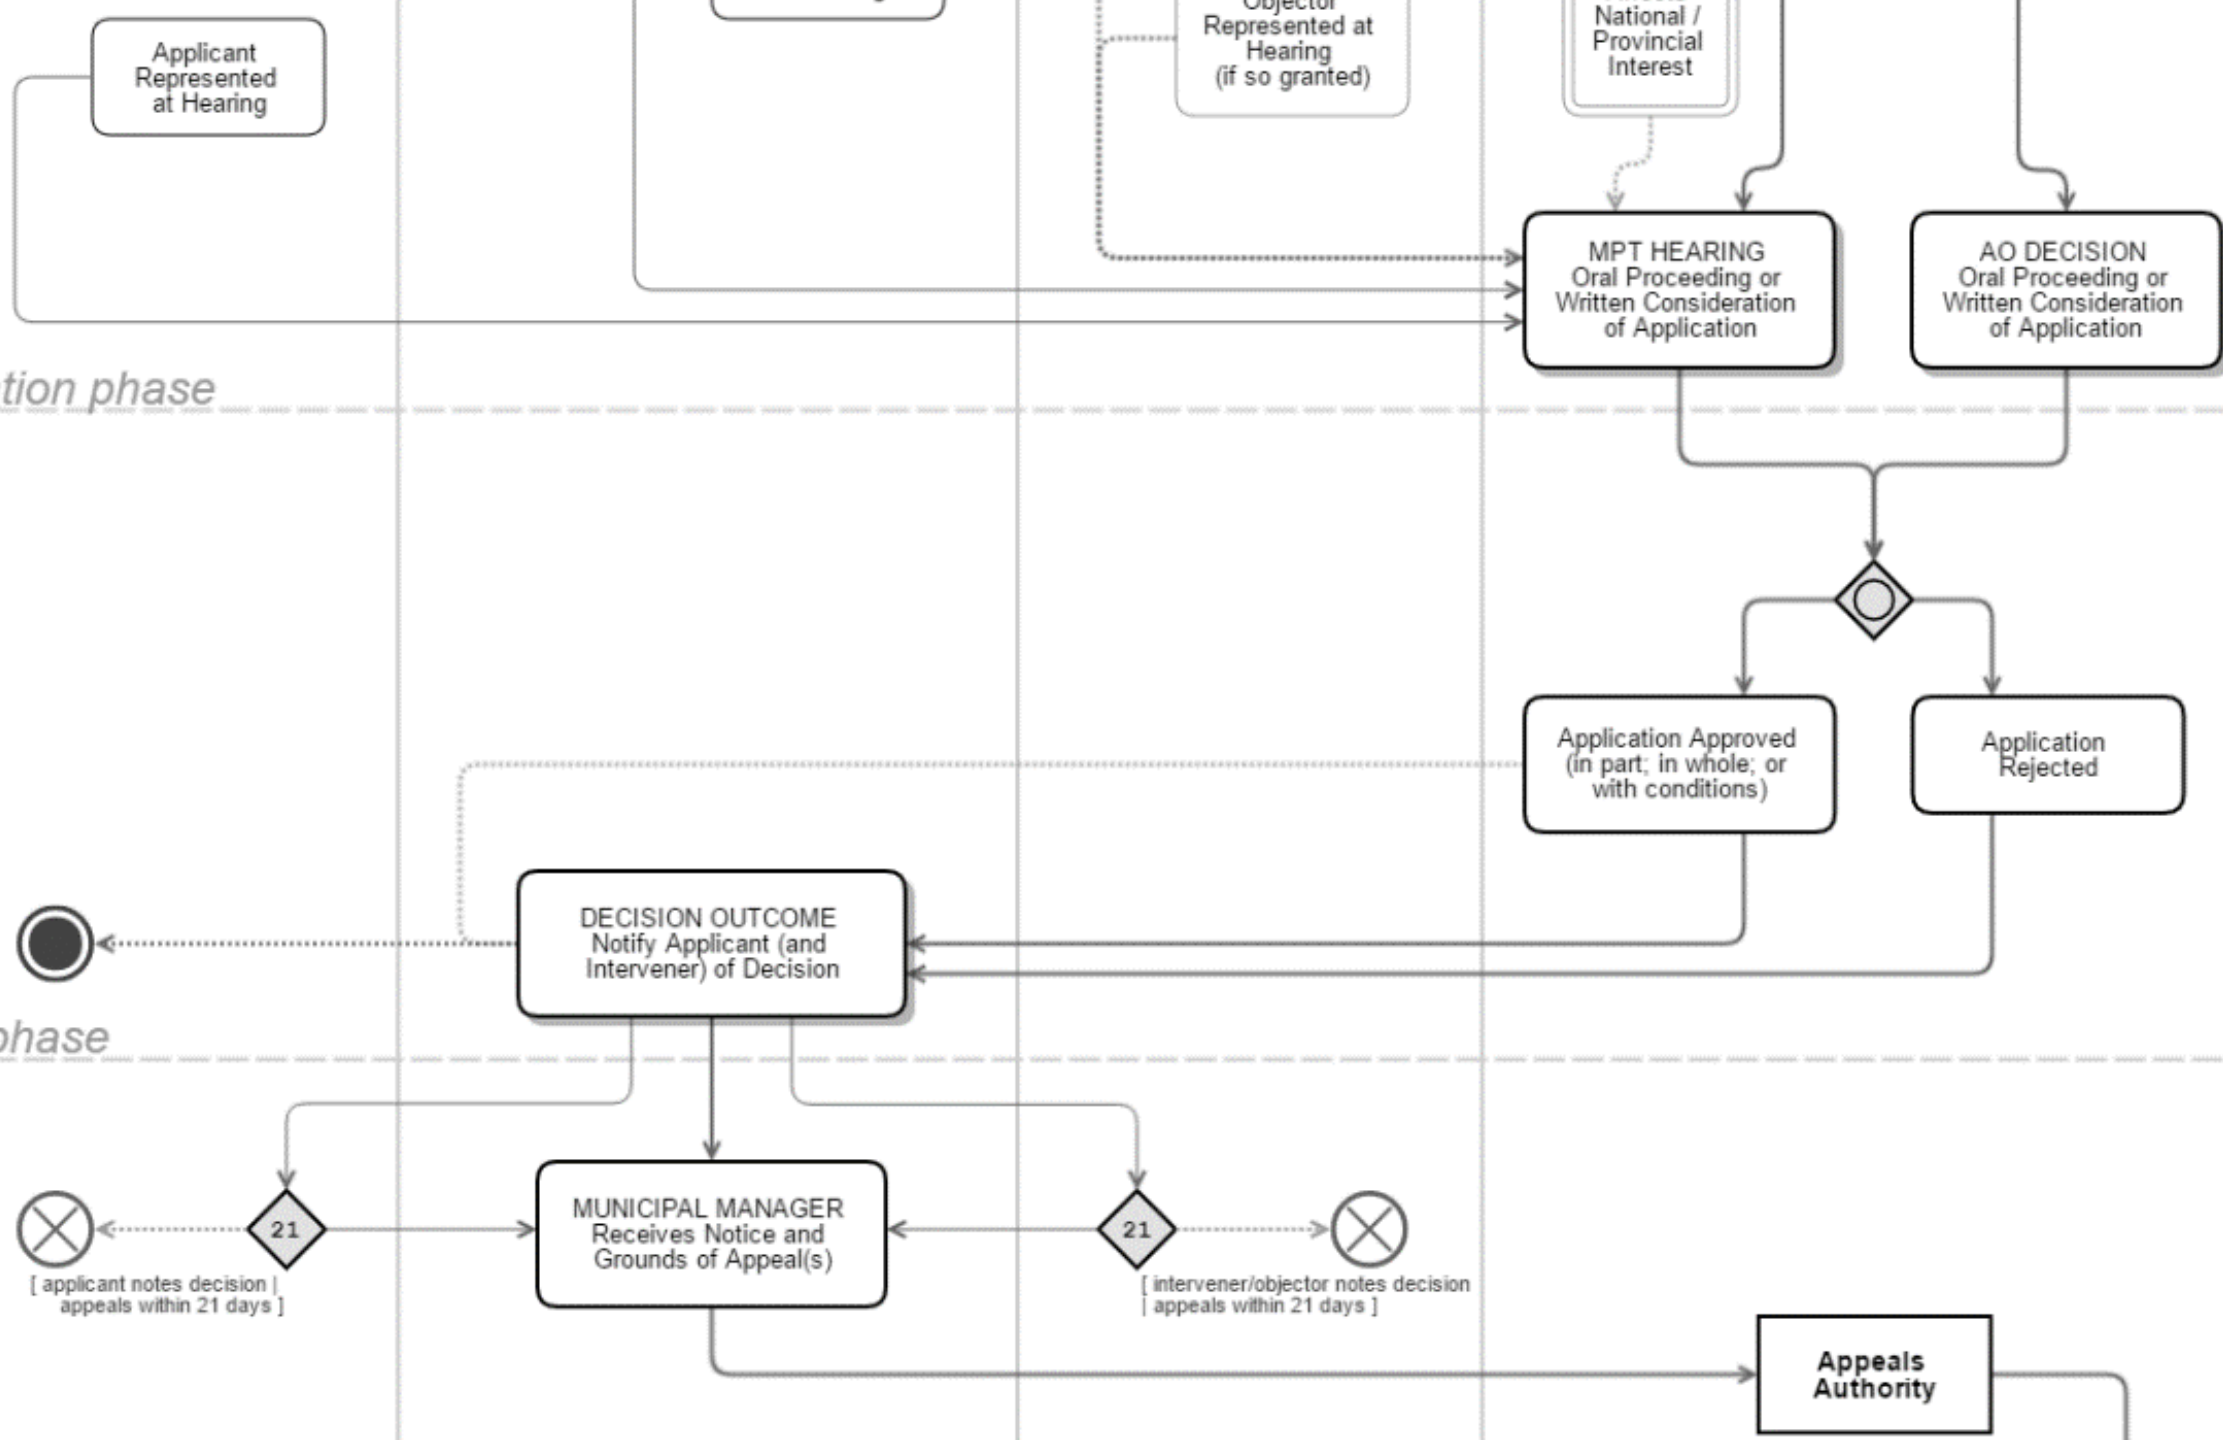 Objector
Represented at
Hearing
(if so granted)
National /
Provincial
Interest
Applicant
Represented
at Hearing
MPT HEARING
Oral Proceeding or
Written Consideration
of Application
AO DECISION
Oral Proceeding or
Written Consideration
of Application
tion phase
Application Approved
(in part; in whole; or
with conditions)
Application
Rejected
DECISION OUTCOME
Notify Applicant (and
Intervener) of Decision
phase
21
MUNICIPAL MANAGER
Receives Notice and
Grounds of Appeal(s)
21
[ applicant notes decision |
appeals within 21 days ]
[ intervener/objector notes decision
| appeals within 21 days ]
Appeals
Authority